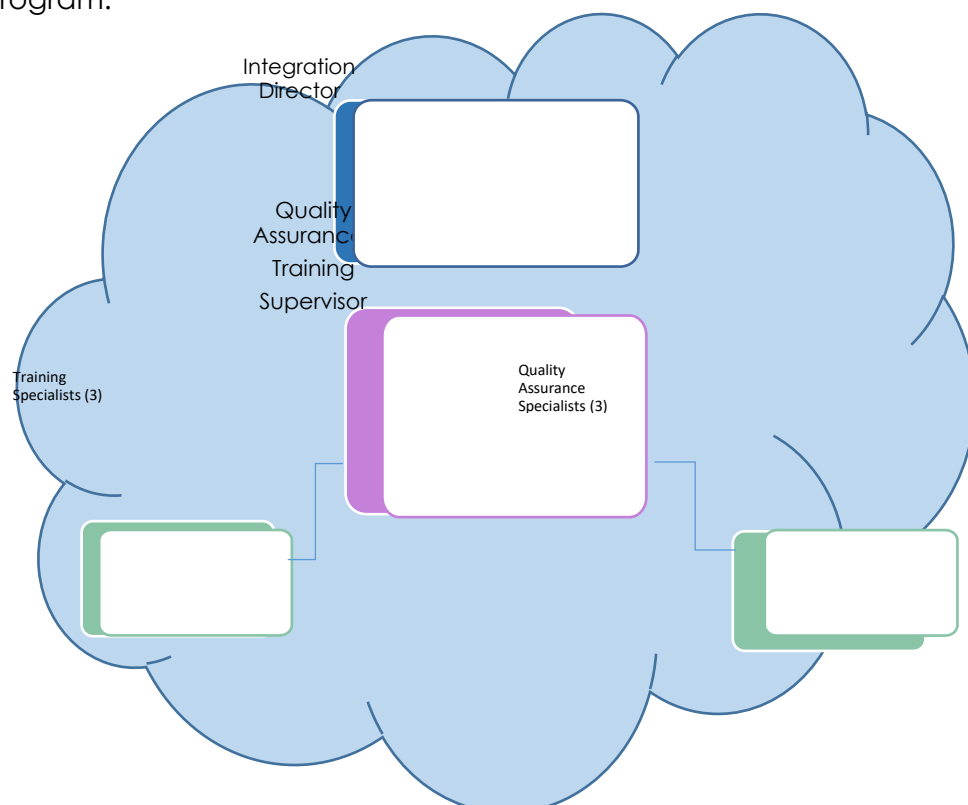 rogram.
Integration
Director
Quality
Assurance
Training
Supervisor
Training
Specialists (3)
Quality
Assurance
Specialists (3)